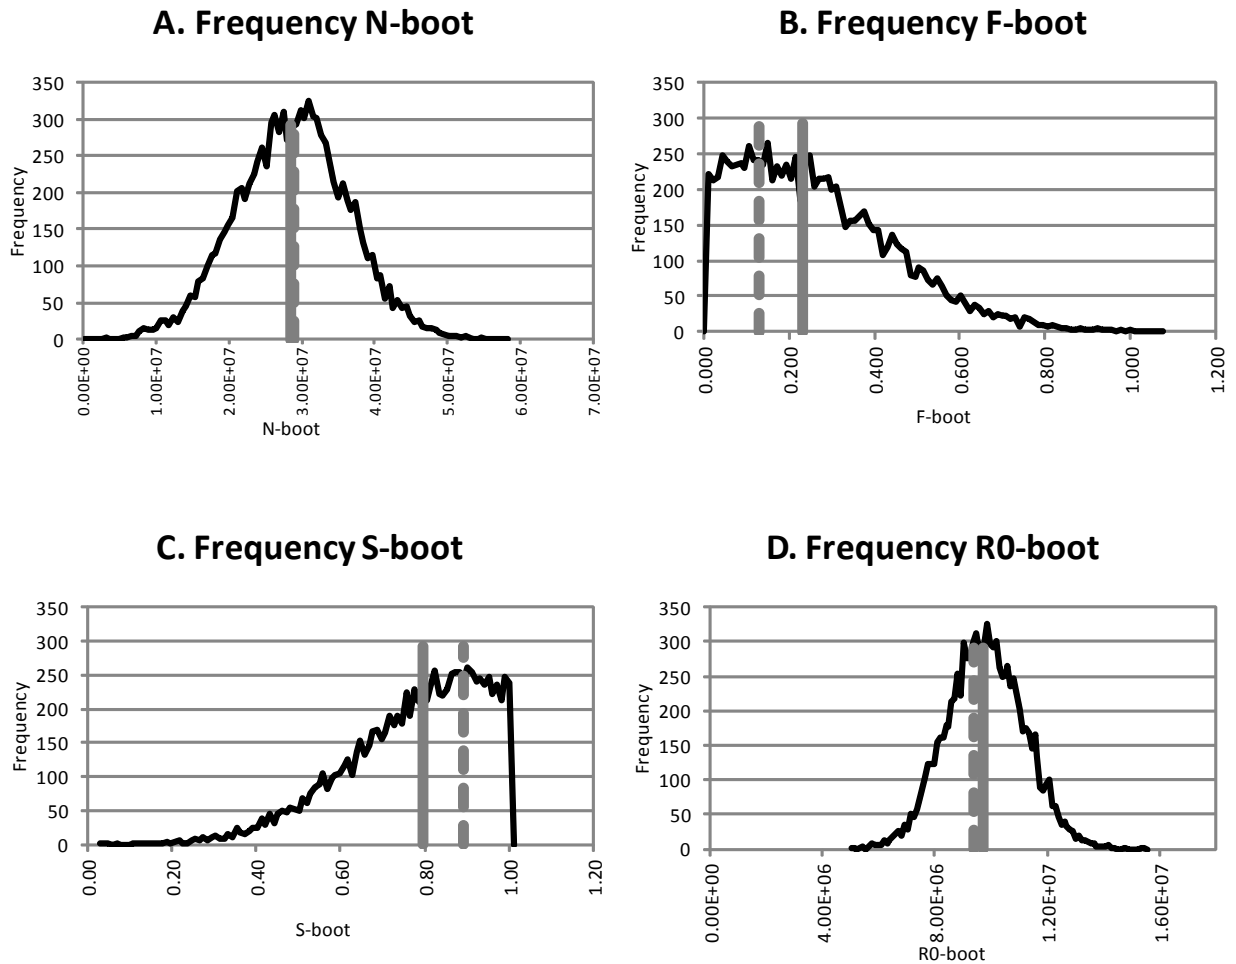 A. Frequency N-boot
350
300
250
200
150
100
50
0
Frequency
0.00E+00
1.00E+07
2.00E+07
3.00E+07
4.00E+07
5.00E+07
6.00E+07
7.00E+07
N-boot
B. Frequency F-boot
350
300
250
200
150
100
50
0
Frequency
0.000
0.200
0.400
0.600
0.800
1.000
1.200
F-boot
C. Frequency S-boot
350
300
250
200
150
100
50
0
Frequency
0.00
0.20
0.40
0.60
0.80
1.00
1.20
S-boot
D. Frequency R0-boot
350
300
250
200
150
100
50
0
Frequency
0.00E+00
4.00E+06
8.00E+06
1.20E+07
1.60E+07
R0-boot